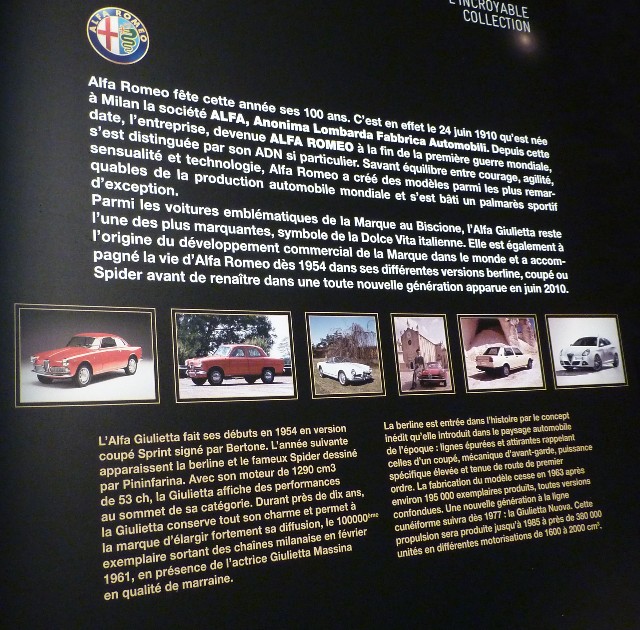 L'INCROYABLE
COLLECTION
ALFA ROMEO
Alfa Romeo fête cette année ses 100 ans. C'est en effet le 24 juin 1910 qu'est née
à Milan la société ALFA, Anonima Lombarda Fabbrica Automobili. Depuis cette
date, l'entreprise, devenue ALFA ROMEO à la fin de la première guerre mondiale,
s'est distinguée par son ADN si particulier. Savant équilibre entre courage, agilité,
sensualité et technologie, Alfa Romeo a créé des modèles parmi les plus remar-
quables de la production automobile mondiale et s'est bâti un palmarès sportif
d'exception.
Parmi les voitures emblématiques de la Marque au Biscione, l'Alfa Giulietta reste
l'une des plus marquantes, symbole de la Dolce Vita italienne. Elle est également à
l'origine du développement commercial de la Marque dans le monde et a accom-
pagné la vie d'Alfa Romeo dès 1954 dans ses différentes versions berline, coupé ou
Spider avant de renaître dans une toute nouvelle génération apparue en juin 2010.
L'Alfa Giulietta fait ses débuts en 1954 en version
coupé Sprint signé par Bertone. L'année suivante
apparaissent la berline et le fameux Spider dessiné
par Pininfarina. Avec son moteur de 1290 cm3
de 53 ch, la Giulietta affiche des performances
au sommet de sa catégorie. Durant près de dix ans,
la Giulietta conserve tout son charme et permet à
la marque d'élargir fortement sa diffusion, le 100000ème
exemplaire sortant des chaînes milanaise en février
1961, en présence de l'actrice Giulietta Massina
en qualité de marraine.
La berline est entrée dans l'histoire par le concept
inédit qu'elle introduit dans le paysage automobile
de l'époque : lignes épurées et attirantes rappelant
celles d'un coupé, mécanique d'avant-garde, puissance
spécifique élevée et tenue de route de premier
ordre. La fabrication du modèle cesse en 1963 après
environ 195 000 exemplaires produits, toutes versions
confondues. Une nouvelle génération à la ligne
cunéiforme suivra dès 1977 : la Giulietta Nuova. Cette
propulsion sera produite jusqu'à 1985 à près de 380 000
unités en différentes motorisations de 1600 à 2000 cm³.